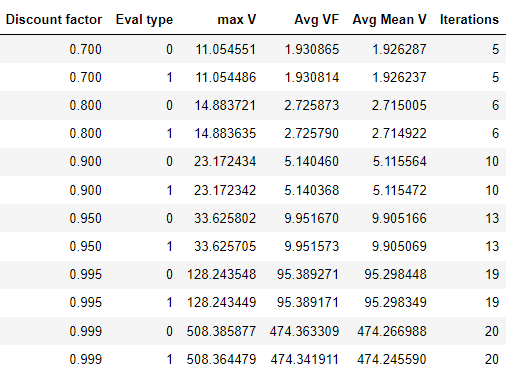 Discount factor Eval type max V Avg VF Avg Mean V Iterations
0.700 0 11.054551 1.930865 1.926287 5
0.700 1 11.054486 1.930814 1.926237 5
0.800 0 14.883721 2.725873 2.715005 6
0.800 1 14.883635 2.725790 2.714922 6
0.900 0 23.172434 5.140460 5.115564 10
0.900 1 23.172342 5.140368 5.115472 10
0.950 0 33.625802 9.951670 9.905166 13
0.950 1 33.625705 9.951573 9.905069 13
0.995 0 128.243548 95.389271 95.298448 19
0.995 1 128.243449 95.389171 95.298349 19
0.999 0 508.385877 474.363309 474.266988 20
0.999 1 508.364479 474.341911 474.245590 20